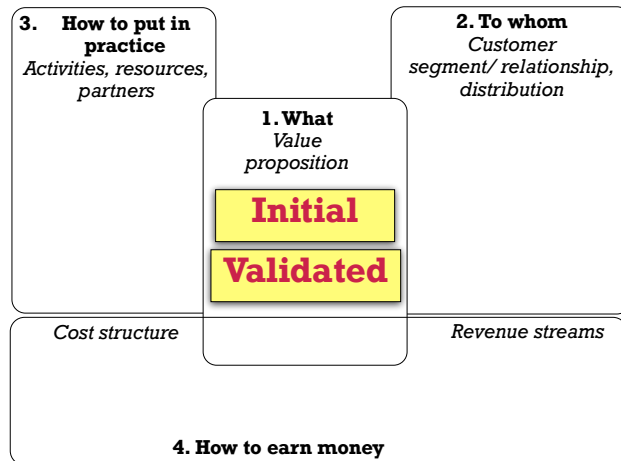 3. How to put in
practice
Activities, resources,
partners
2. To whom
Customer
segment/ relationship,
distribution
1. What
Value
proposition
Initial
Validated
Cost structure
Revenue streams
4. How to earn money